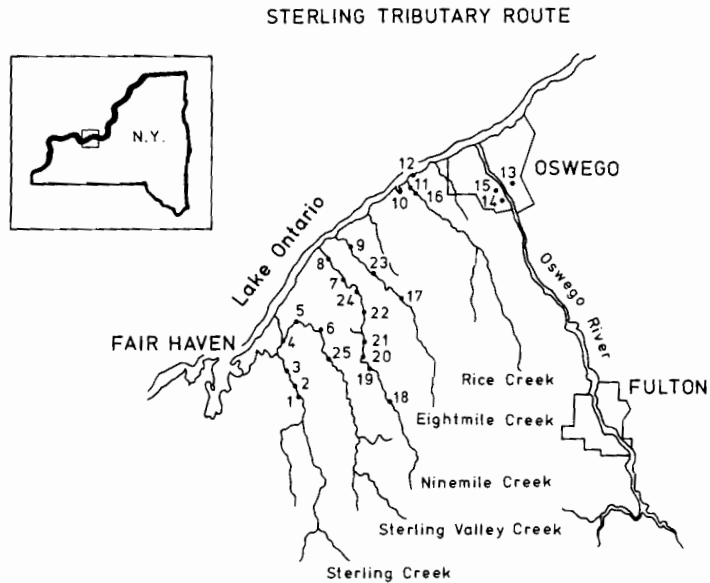 STERLING TRIBUTARY ROUTE
N.Y.
12
13
OSWEGO
11
15
10
16
14
Lake Ontario
9
8
23
Oswego River
7
24
17
5
22
6
FAIR HAVEN
4
21
25
20
3
19
Rice Creek
FULTON
2
1
18
Eightmile Creek
Ninemile Creek
Sterling Valley Creek
Sterling Creek